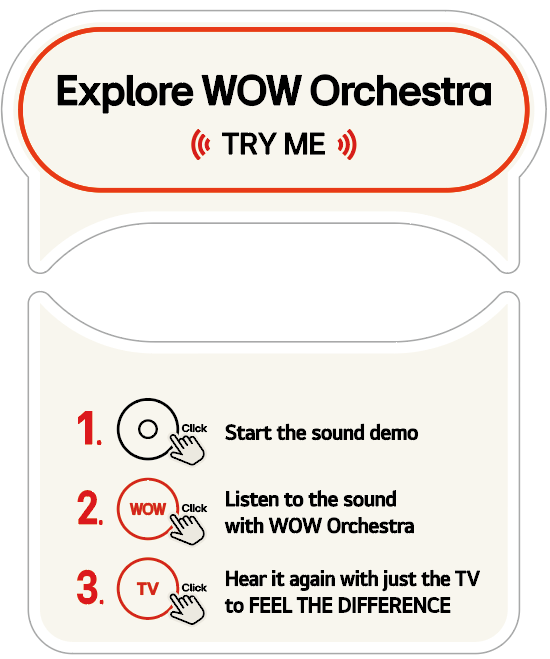 Explore WOW Orchestra
TRY ME
1. Click Start the sound demo
2. WOW Click Listen to the sound
with WOW Orchestra
3. TV Click Hear it again with just the TV
to FEEL THE DIFFERENCE